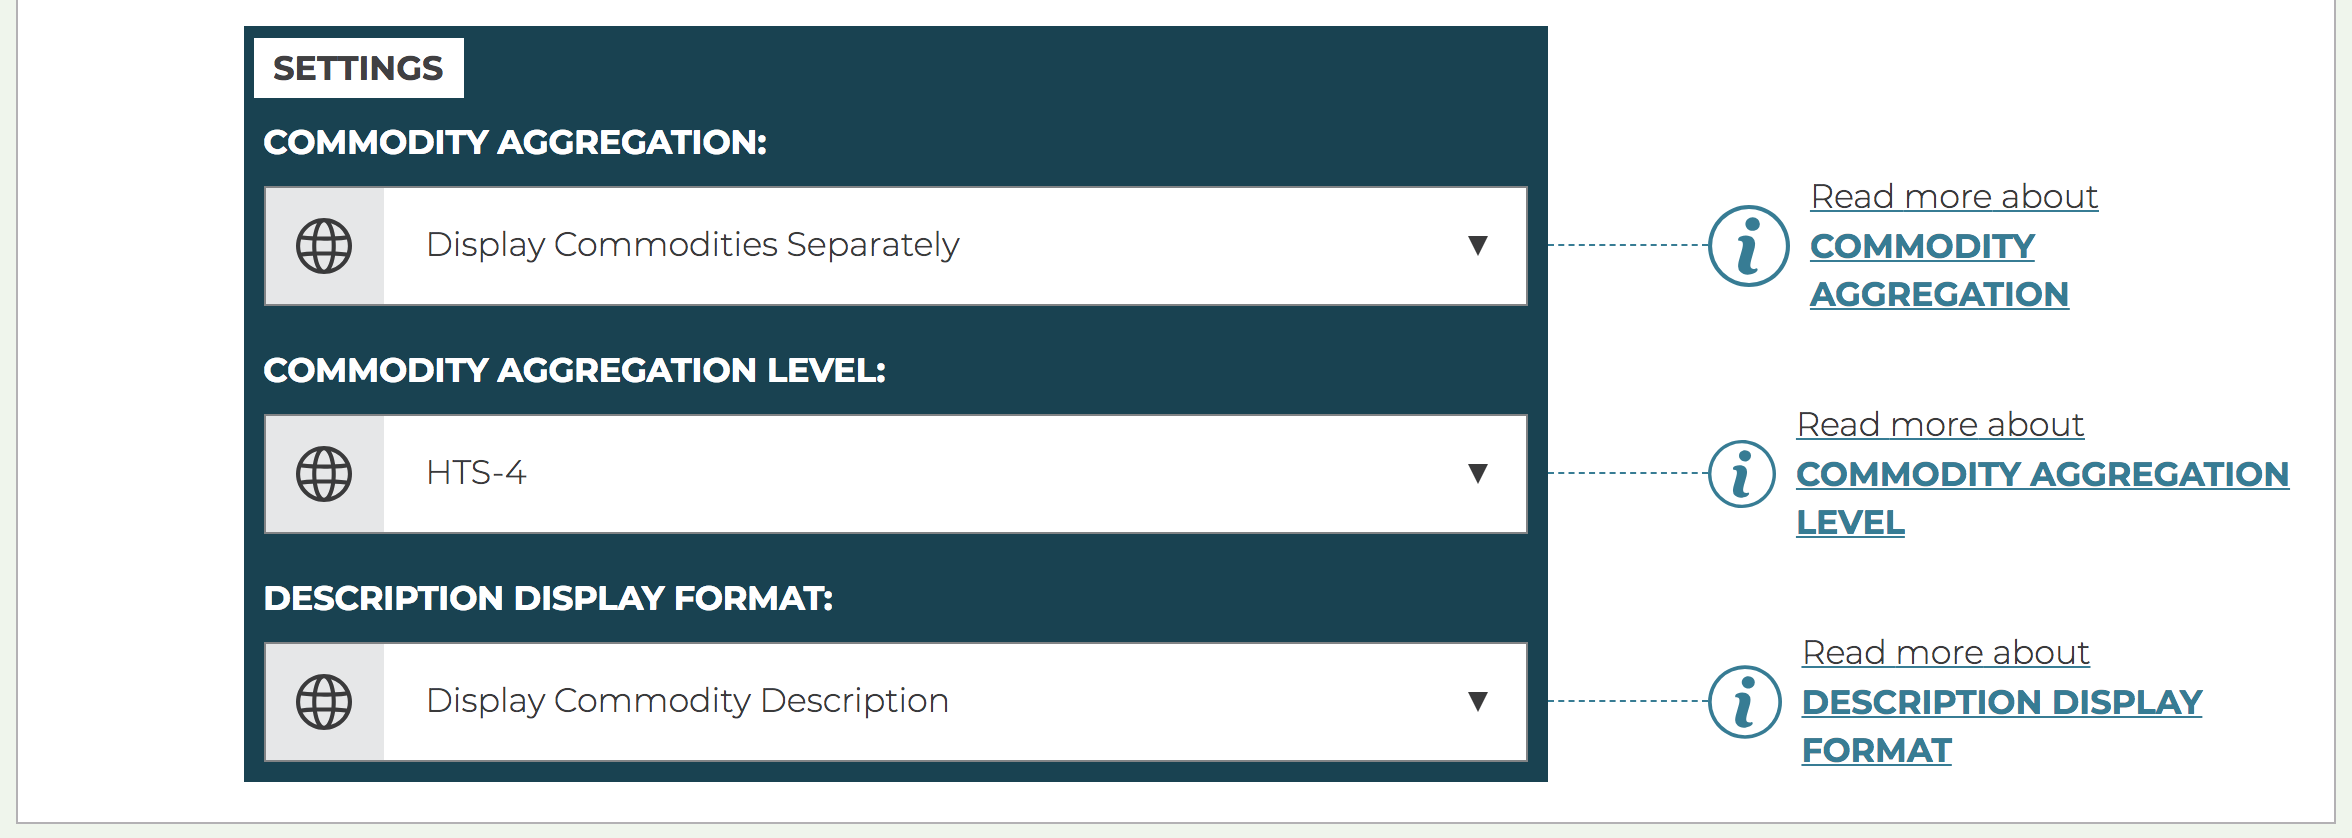 SETTINGS
COMMODITY AGGREGATION:
Display Commodities Separately
Read more about
COMMODITY
AGGREGATION
COMMODITY AGGREGATION LEVEL:
HTS-4
Read more about
COMMODITY AGGREGATION
LEVEL
DESCRIPTION DISPLAY FORMAT:
Display Commodity Description
Read more about
DESCRIPTION DISPLAY
FORMAT